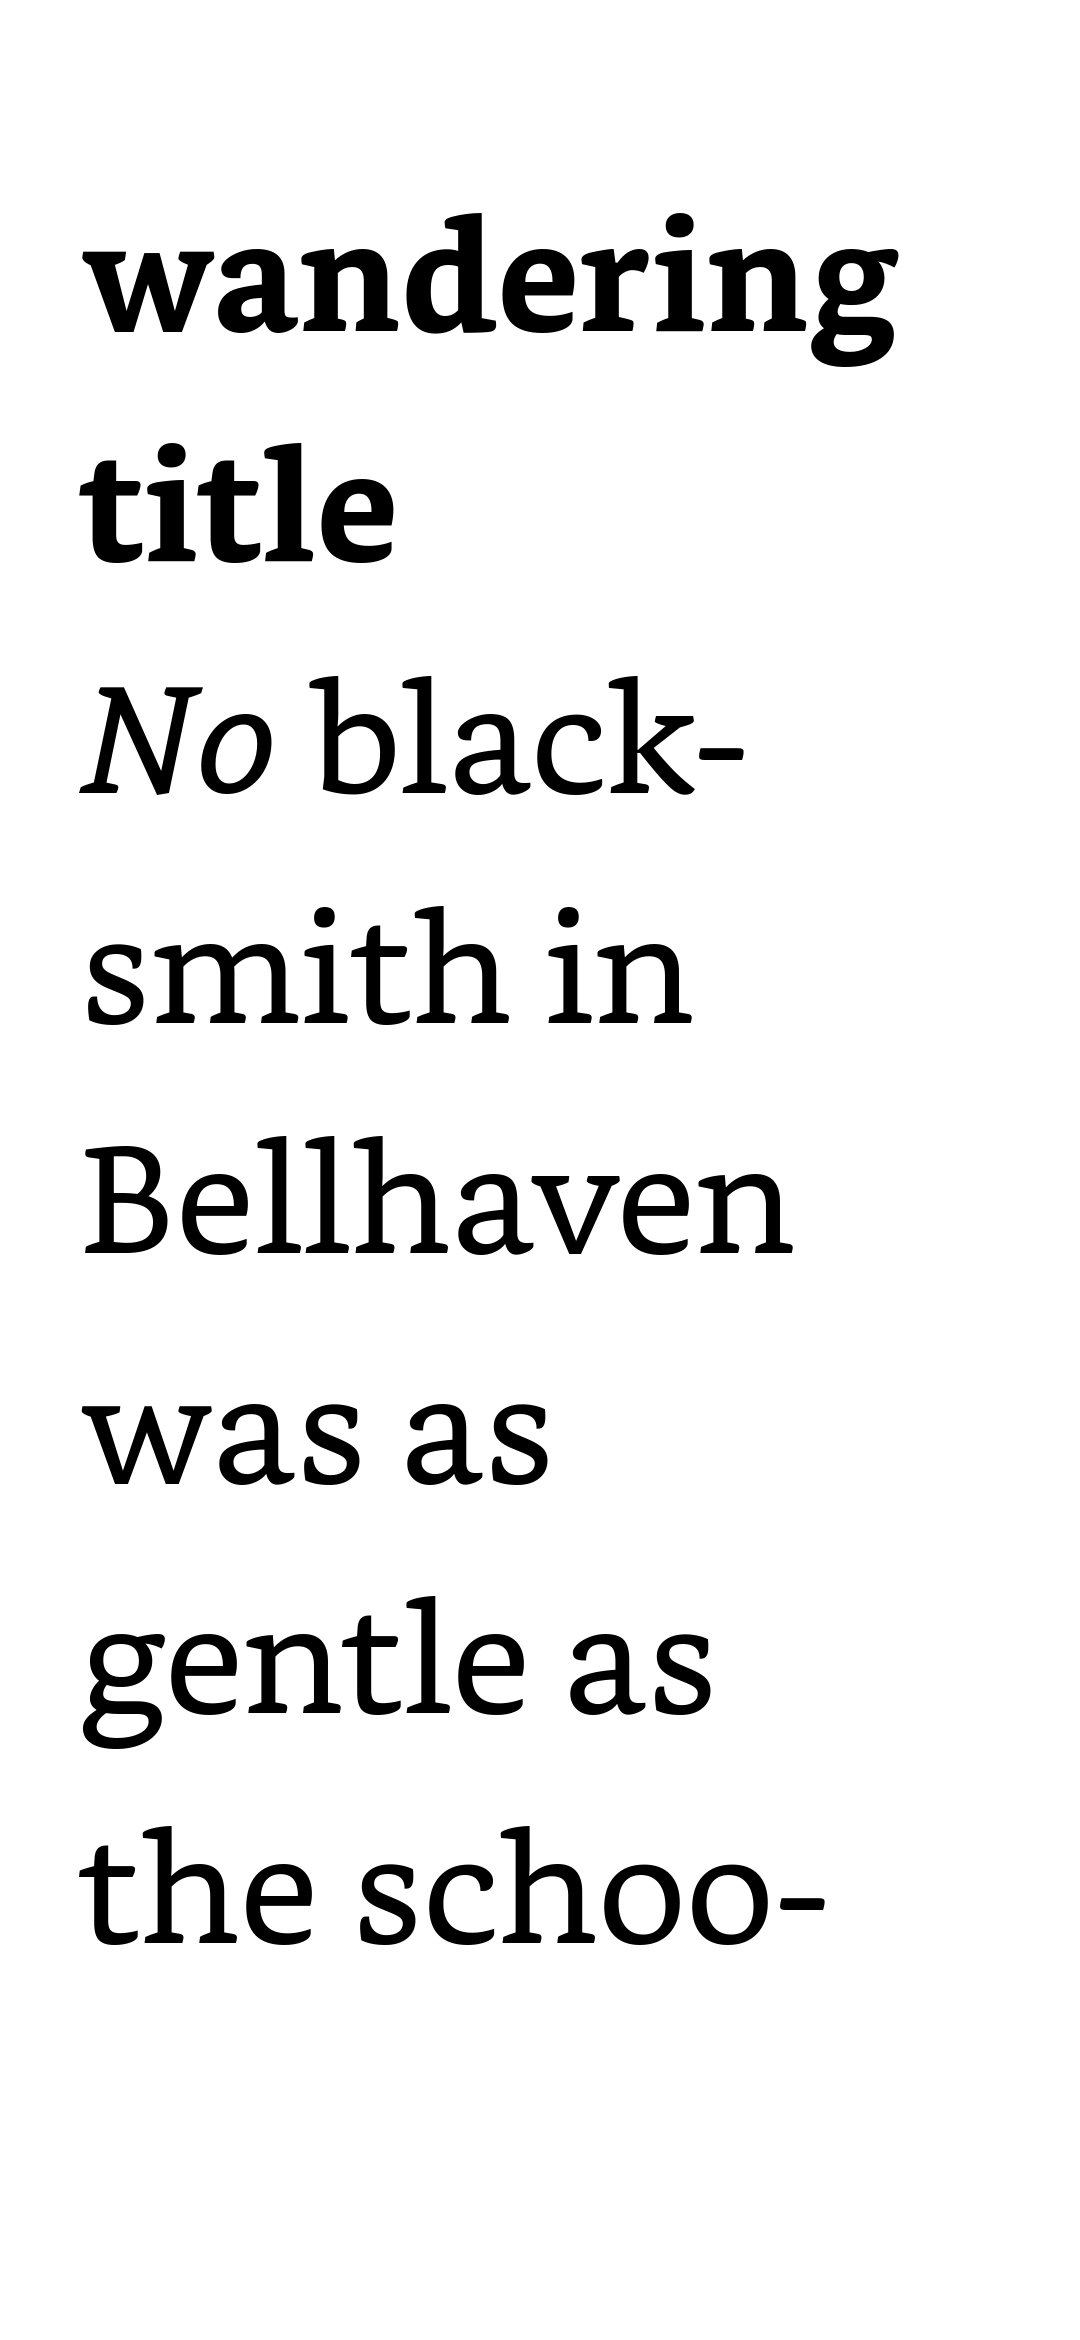 wandering
title
No black-
smith in
Bellhaven
was as
gentle as
the schoo-